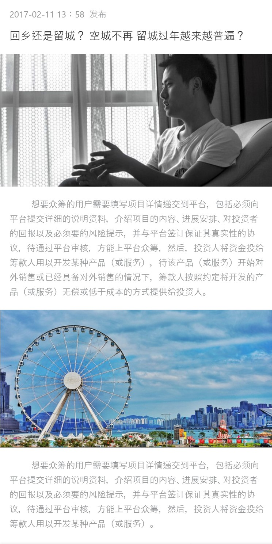 2017-02-11 13：58 发布
回乡还是留城？ 空城不再 留城过年越来越普遍？
想要众筹的用户需要填写项目详情递交到平台，包括必须向
平台提交详细的说明资料，介绍项目的内容、进展安排、对投资者
的回报以及必须要的风险提示，并与平台签订保证其真实性的协
议，待通过平台审核，方能上平台众筹，然后，投资人将资金投给
筹款人用以开发某种产品（或服务），待该产品（或服务）开始对
外销售或已经具备对外销售的情况下，筹款人按照约定将开发的产
品（或服务）无偿或低于成本的方式提供给投资人。
想要众筹的用户需要填写项目详情递交到平台，包括必须向
平台提交详细的说明资料，介绍项目的内容、进展安排、对投资者
的回报以及必须要的风险提示，并与平台签订保证其真实性的协
议，待通过平台审核，方能上平台众筹，然后，投资人将资金投给
筹款人用以开发某种产品（或服务）。